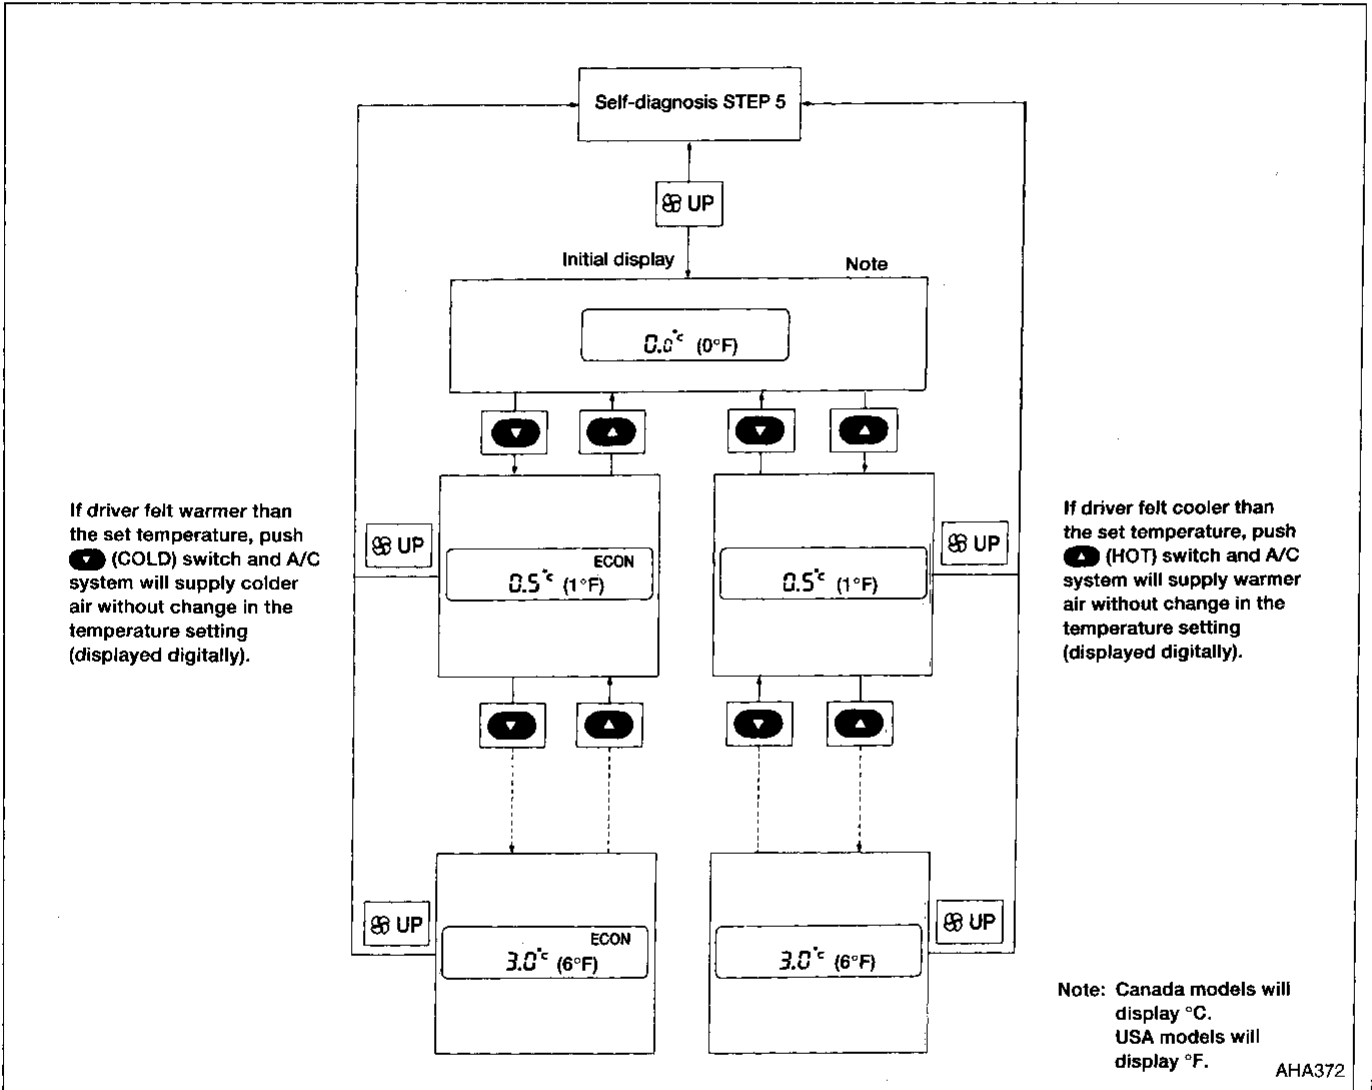 Self-diagnosis STEP 5
UP
Initial display
Note
0.0°C (0°F)
If driver felt warmer than
the set temperature, push
▼ (COLD) switch and A/C
system will supply colder
air without change in the
temperature setting
(displayed digitally).
UP
ECON
0.5°C (1°F)
0.5°C (1°F)
UP
If driver felt cooler than
the set temperature, push
▲ (HOT) switch and A/C
system will supply warmer
air without change in the
temperature setting
(displayed digitally).
UP
ECON
3.0°C (6°F)
3.0°C (6°F)
UP
Note: Canada models will
display °C.
USA models will
display °F.
AHA372